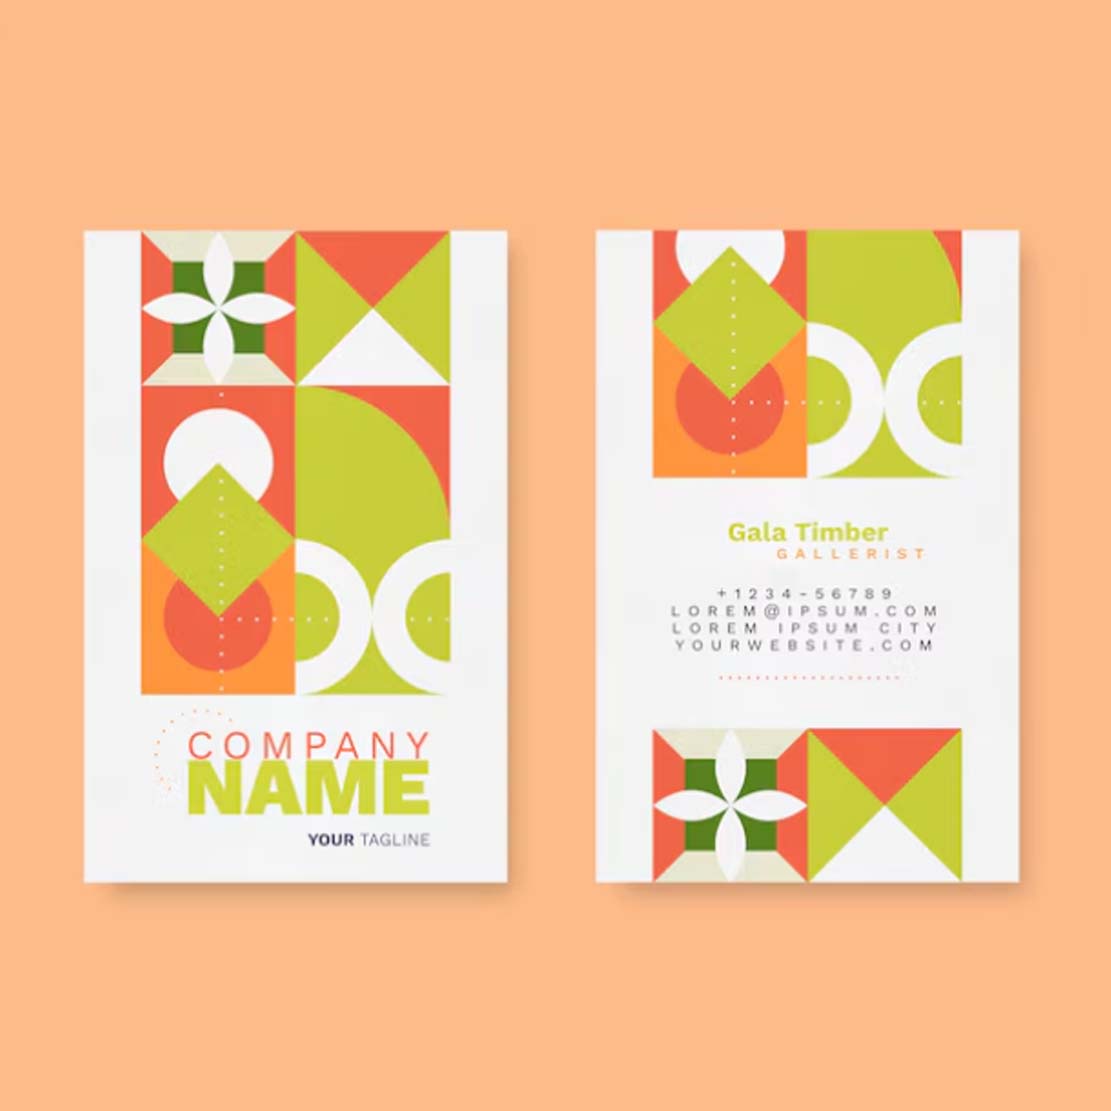 COMPANY
NAME
YOUR TAGLINE
Gala Timber
GALLERIST
+1234-56789
LOREM@IPSUM.COM
LOREM IPSUM CITY
YOURWEBSITE.COM